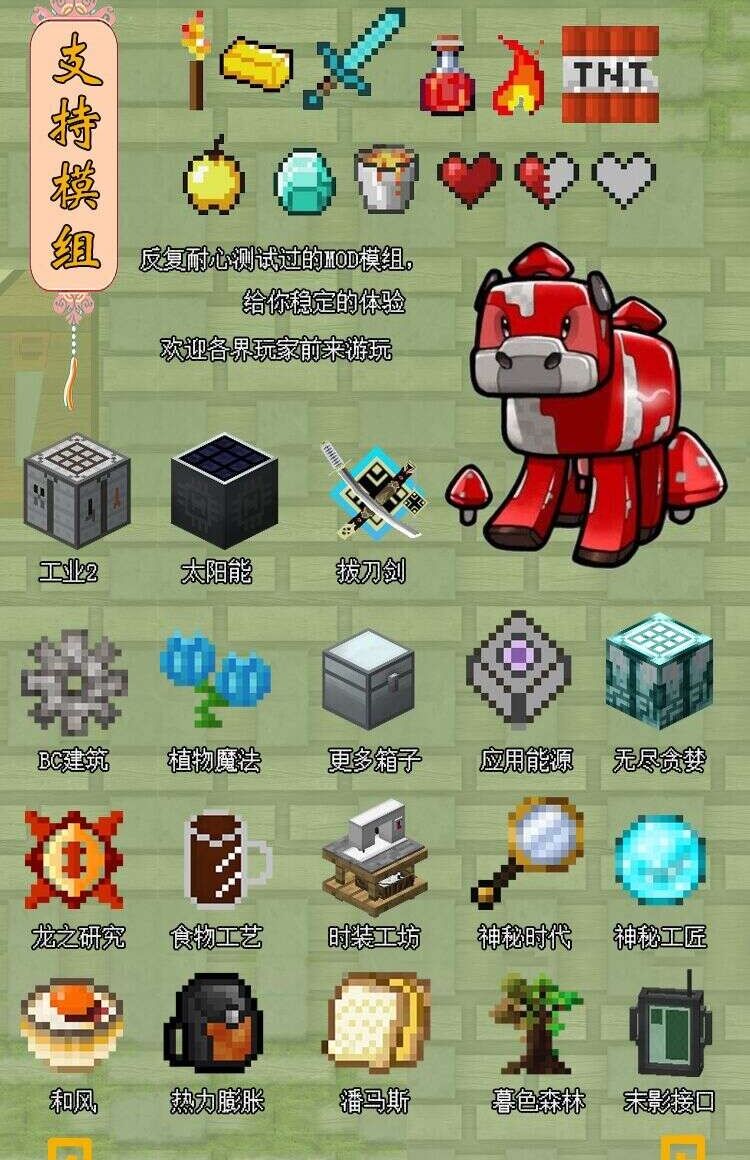 支持模组
TNT
反复耐心测试过的MOD模组,
给你稳定的体验
欢迎各界玩家前来游玩
工业2 太阳能 拔刀剑
BC建筑 植物魔法 更多箱子 应用能源 无尽贪婪
龙之研究 食物工艺 时装工坊 神秘时代 神秘工匠
和风 热力膨胀 潘马斯 暮色森林 末影接口